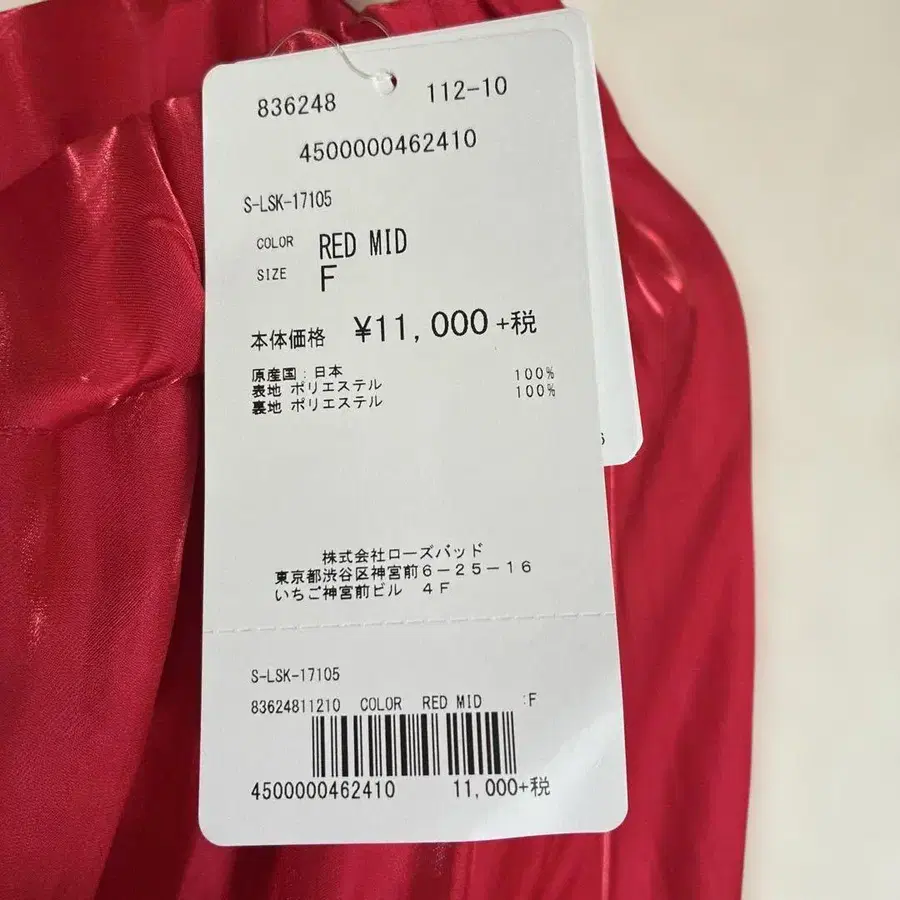 836248 112-10
4500000462410
S-LSK-17105
COLOR RED MID
SIZE F
本体価格 ¥11,000+税
原産国:日本
表地 ポリエステル 100%
裏地 ポリエステル 100%
株式会社ローズバッド
東京都渋谷区神宮前6-25-16
いちご神宮前ビル 4F
S-LSK-17105
83624811210 COLOR RED MID :F
4500000462410 11,000+税